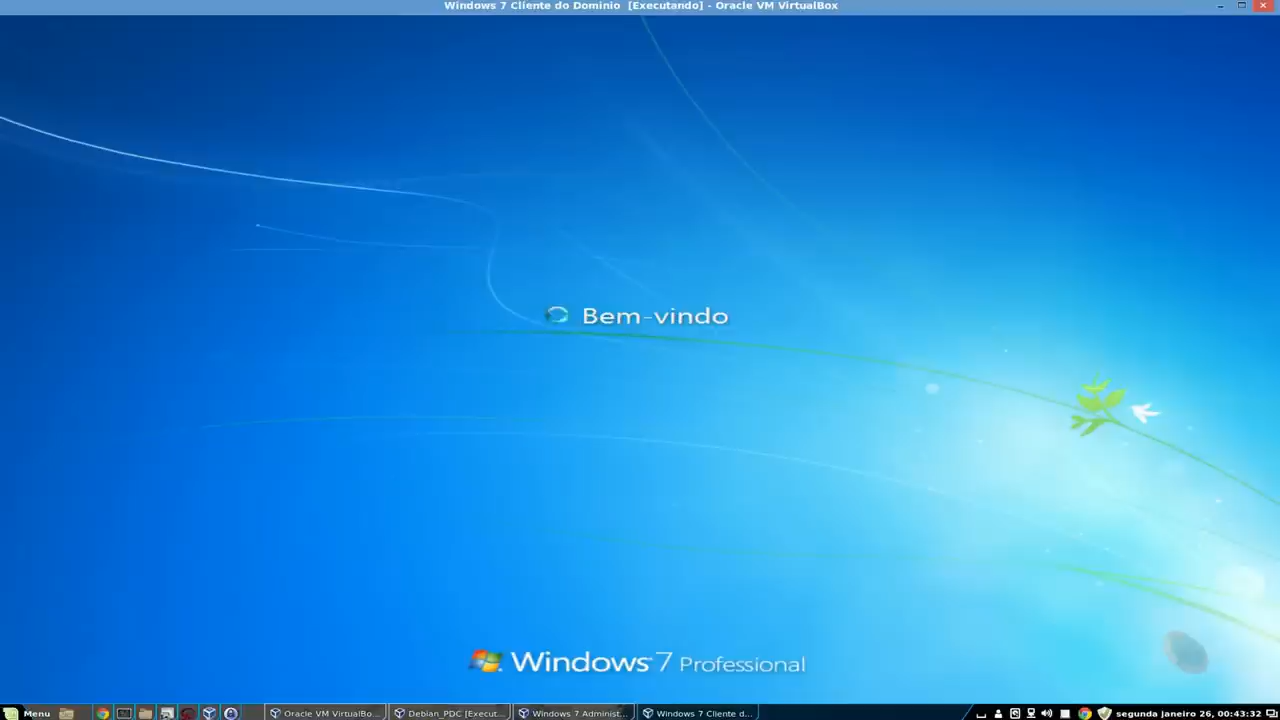 Windows 7 Cliente do Dominio  [Executando] - Oracle VM VirtualBox
Bem-vindo
Windows 7 Professional
Menu
Oracle VM VirtualBo...
Debian_PDC [Execut...
Windows 7 Administ...
Windows 7 Cliente d...
segunda janeiro 26, 00:43:32